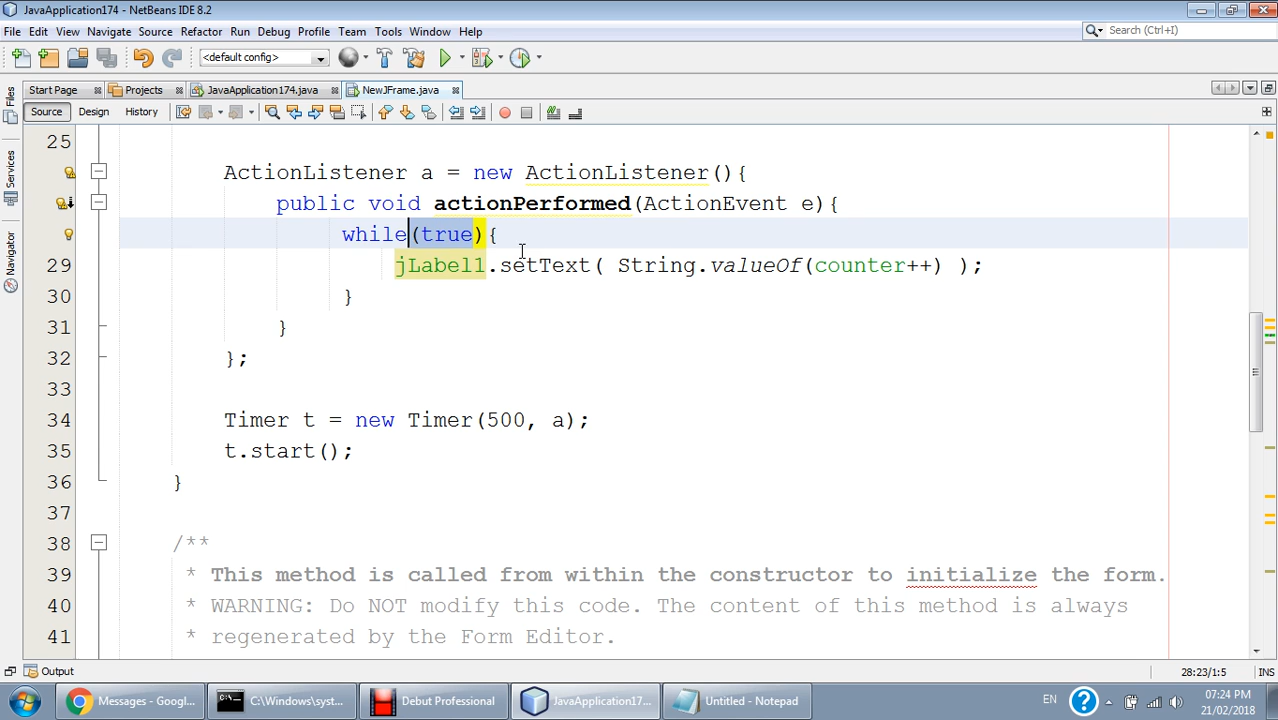 JavaApplication174 - NetBeans IDE 8.2
File Edit View Navigate Source Refactor Run Debug Profile Team Tools Window Help
Search (Ctrl+I)
<default config>
Start Page Projects JavaApplication174.java NewJFrame.java
Source Design History
Files
Services
Navigator
25
ActionListener a = new ActionListener(){
public void actionPerformed(ActionEvent e){
while(true){
29 jLabel1.setText( String.valueOf(counter++) );
30 }
31 }
32 };
33
34 Timer t = new Timer(500, a);
35 t.start();
36 }
37
38 /**
39 * This method is called from within the constructor to initialize the form.
40 * WARNING: Do NOT modify this code. The content of this method is always
41 * regenerated by the Form Editor.
Output
28:23/1:5 INS
Messages - Googl... C:\Windows\syst... Debut Professional JavaApplication17... Untitled - Notepad EN 07:24 PM
21/02/2018